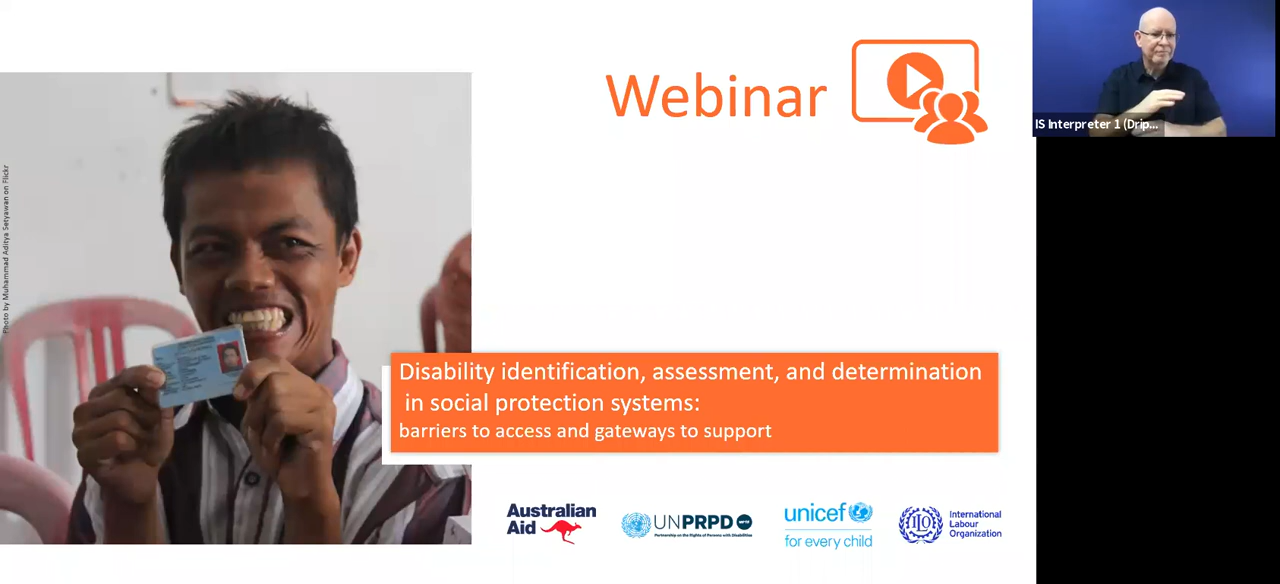 Webinar
IS Interpreter 1 (Drip...
Photo by Muhammad Aditya Setyawan on Flickr
Disability identification, assessment, and determination
in social protection systems:
barriers to access and gateways to support
Australian
Aid
UNPRPD
Partnership on the Rights of Persons with Disabilities
unicef
for every child
International
Labour
Organization